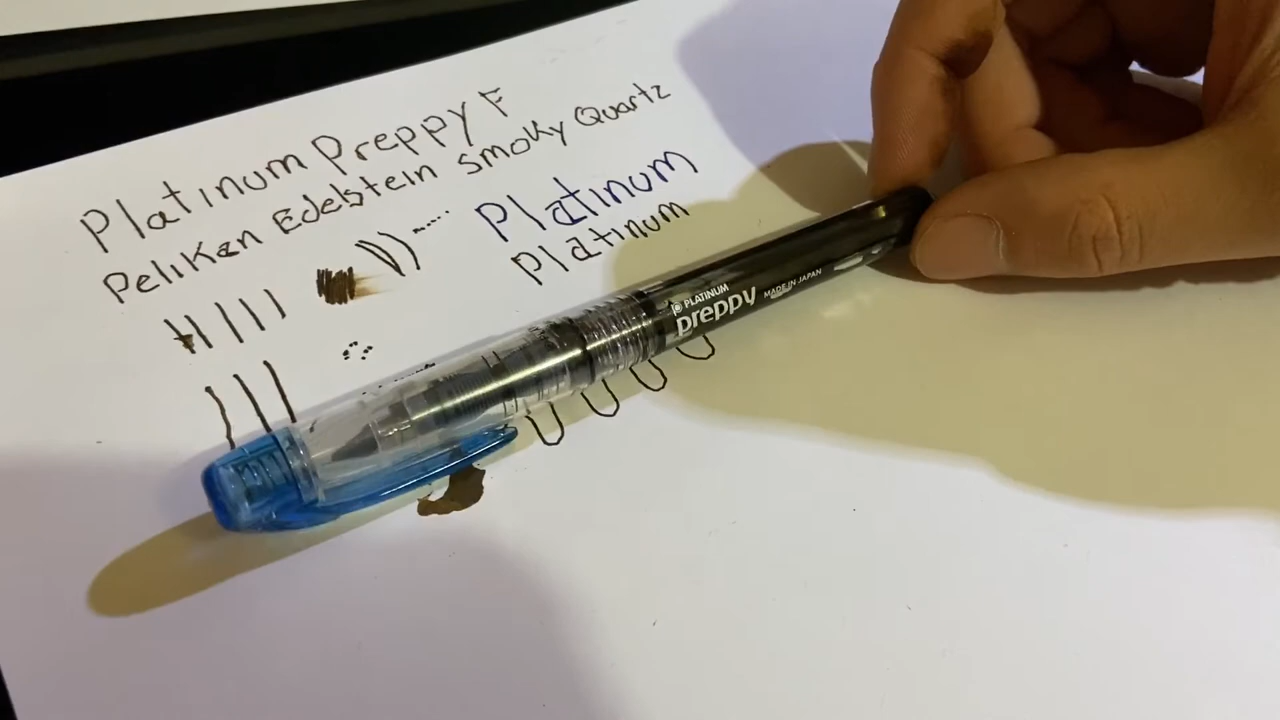 Platinum Preppy F
Pelikan Edelstein Smoky Quartz
Platinum
Platinum
PLATINUM
preppy MADE IN JAPAN